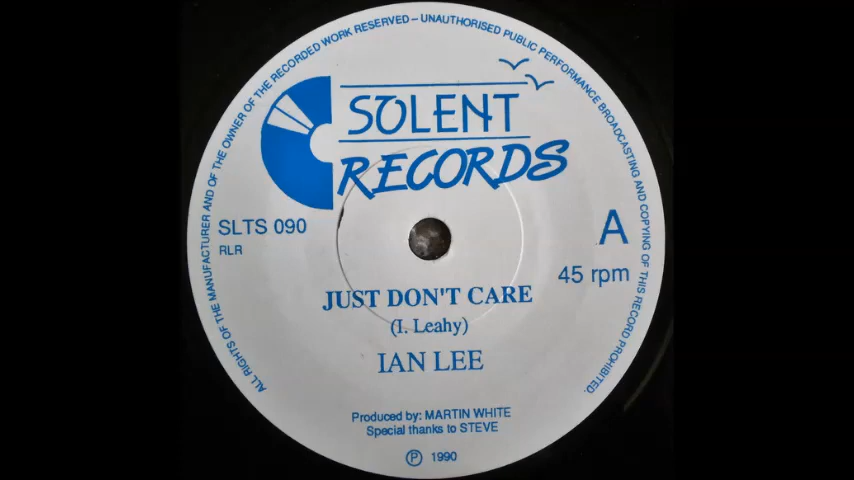 ALL RIGHTS OF THE MANUFACTURER AND OF THE OWNER OF THE RECORDED WORK RESERVED – UNAUTHORISED PUBLIC PERFORMANCE BROADCASTING AND COPYING OF THIS RECORD PROHIBITED.
SOLENT
RECORDS
SLTS 090
RLR
A
45 rpm
JUST DON'T CARE
(I. Leahy)
IAN LEE
Produced by: MARTIN WHITE
Special thanks to STEVE
Ⓟ 1990